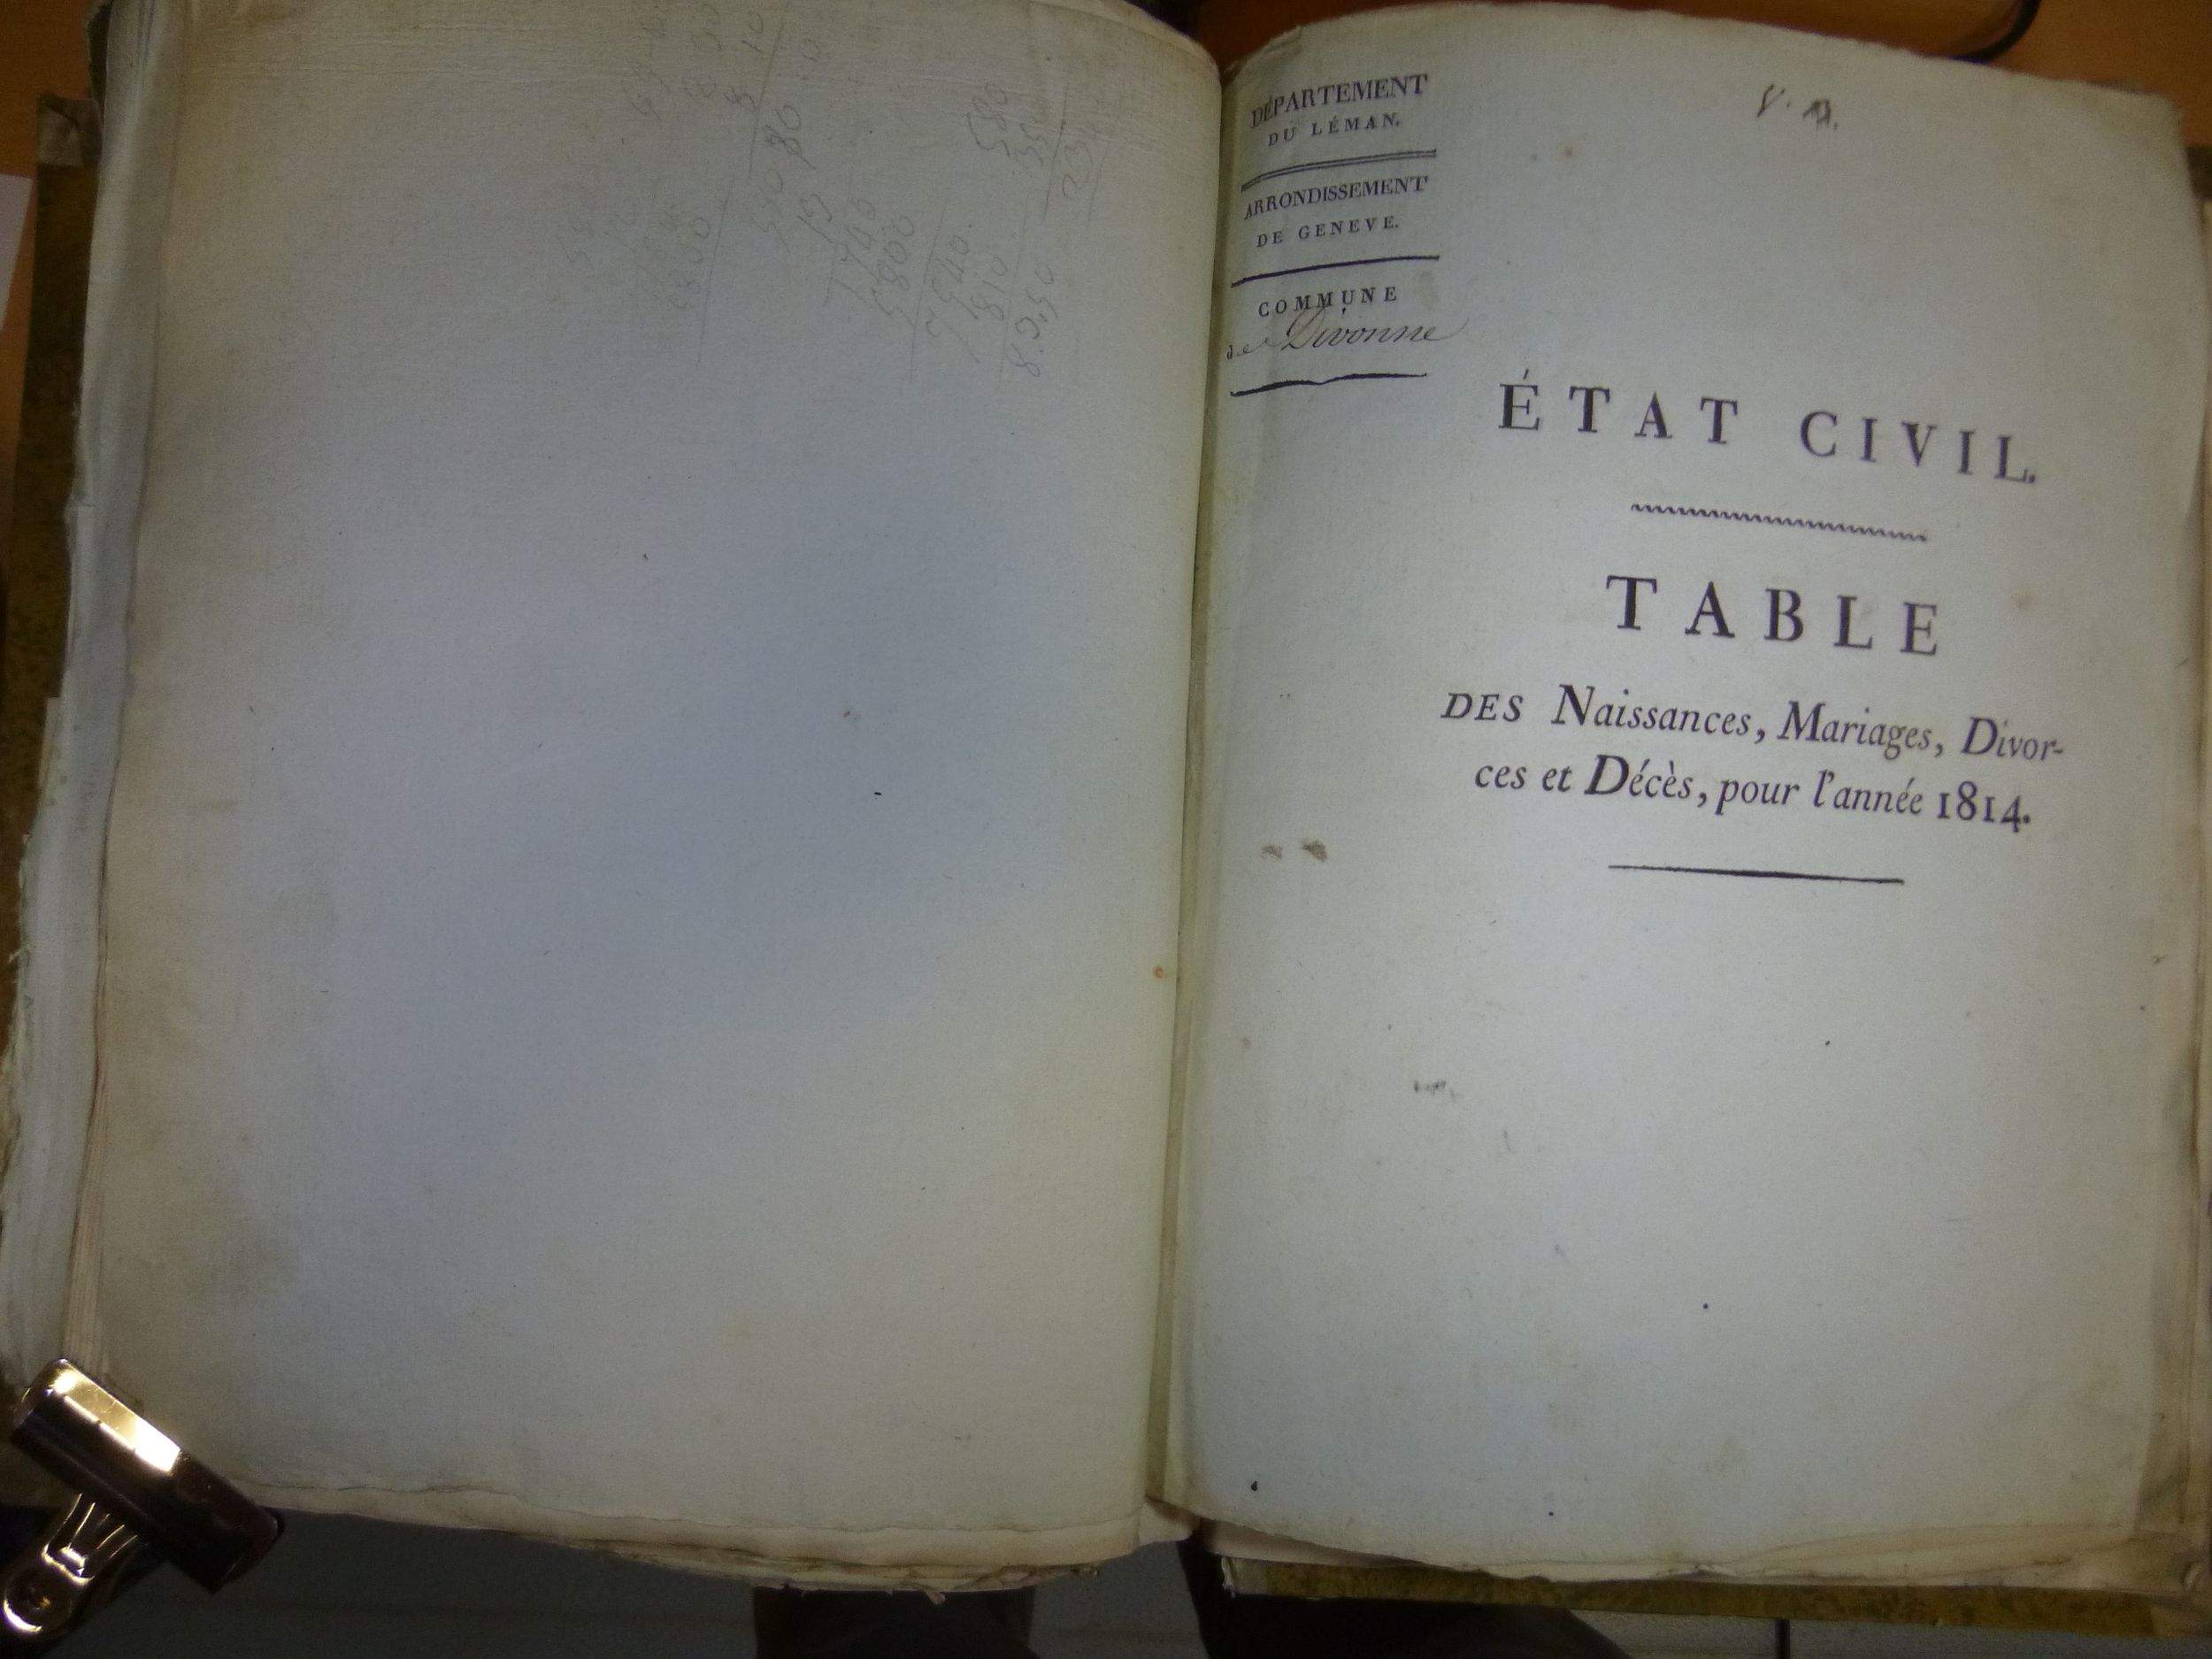 DÉPARTEMENT
DU LÉMAN.
ARRONDISSEMENT
DE GENEVE.
COMMUNE
de Divonne
ÉTAT CIVIL.
TABLE
DES Naissances, Mariages, Divor-
ces et Décès, pour l'année 1814.